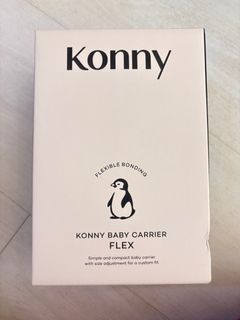 Konny
FLEXIBLE BONDING
KONNY BABY CARRIER
FLEX
Simple and compact baby carrier
with size adjustment for a custom fit